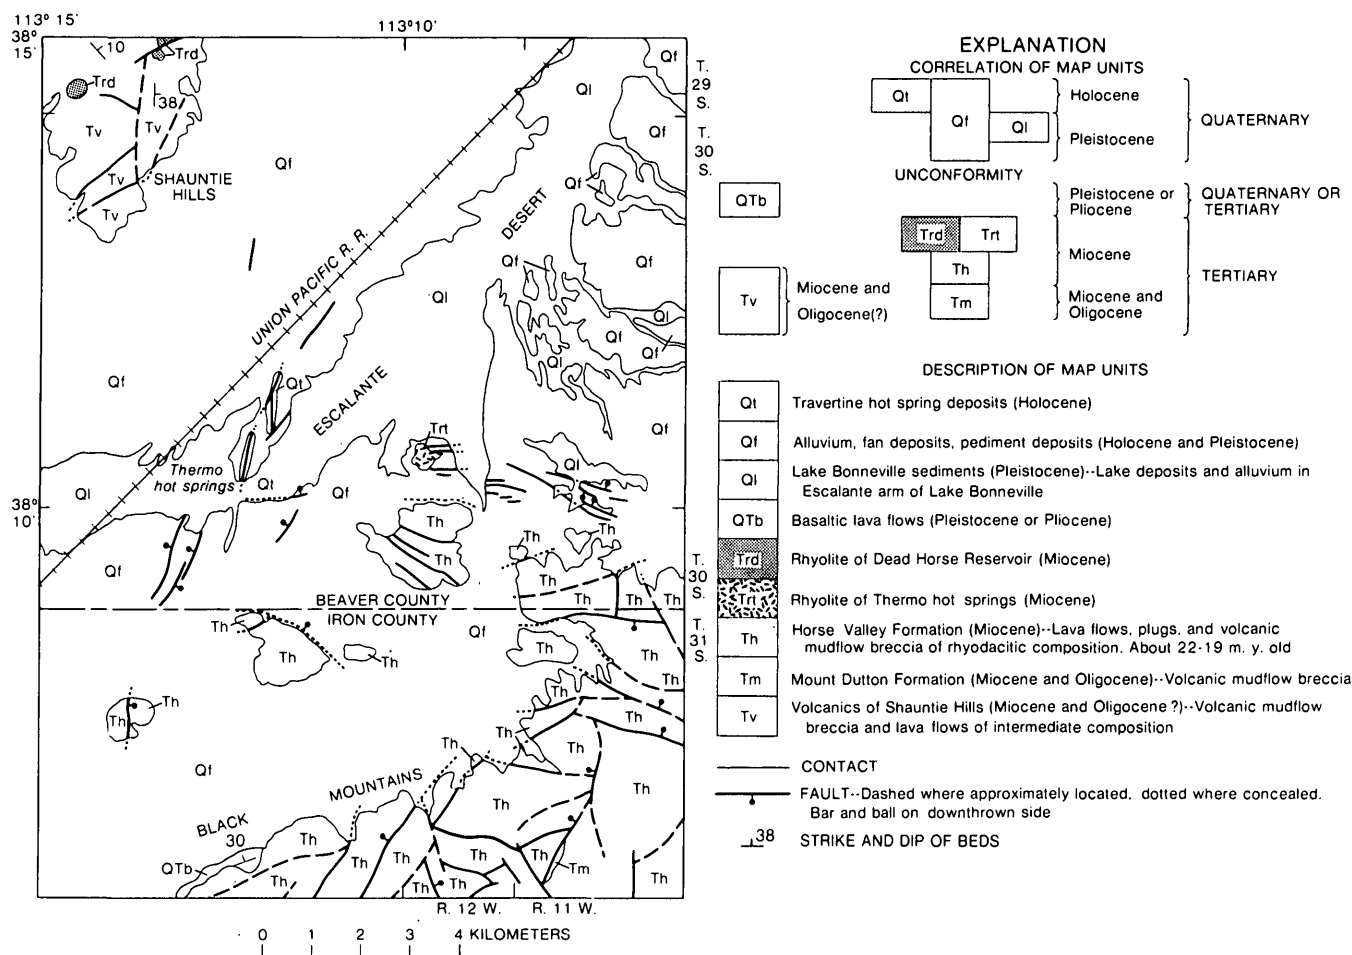 113° 15'
113° 10'
38°
15'
10
Trd
Trd
38
Tv
Tv
Tv
Tv
SHAUNTIE
HILLS
Qf
UNION PACIFIC R. R.
DESERT
ESCALANTE
Ql
Qf
T.
29
S.
T.
30
S.
Qf
Qf
Qf
Qf
Ql
Ql
Qf
Qf
Ql
Qf
Qt
Qf
Trt
Qf
Thermo
hot springs
Qt
Ql
Qf
Ql
38°
10'
Th
Th
Th
Th
Qf
Th
Th
Th
Th
T.
30
S.
T.
31
S.
BEAVER COUNTY
IRON COUNTY
Th
Th
Th
Qf
Th
Th
Th
Th
Th
Th
Th
Th
Th
Qf
MOUNTAINS
BLACK
30
QTb
Th
Th
Th
Th
Th
Th
Th
Th
Th
Th
Tm
Th
R. 12 W.
R. 11 W.
0 1 2 3 4 KILOMETERS
EXPLANATION
CORRELATION OF MAP UNITS
Qt
Qf
Ql
Holocene
Pleistocene
QUATERNARY
UNCONFORMITY
QTb
Pleistocene or
Pliocene
QUATERNARY OR
TERTIARY
Trd
Trt
Th
Tm
Miocene
Miocene and
Oligocene
TERTIARY
Tv
Miocene and
Oligocene(?)
DESCRIPTION OF MAP UNITS
Qt Travertine hot spring deposits (Holocene)
Qf Alluvium, fan deposits, pediment deposits (Holocene and Pleistocene)
Ql Lake Bonneville sediments (Pleistocene)--Lake deposits and alluvium in
Escalante arm of Lake Bonneville
QTb Basaltic lava flows (Pleistocene or Pliocene)
Trd Rhyolite of Dead Horse Reservoir (Miocene)
Trt Rhyolite of Thermo hot springs (Miocene)
Th Horse Valley Formation (Miocene)--Lava flows, plugs, and volcanic
mudflow breccia of rhyodacitic composition. About 22-19 m. y. old
Tm Mount Dutton Formation (Miocene and Oligocene)--Volcanic mudflow breccia
Tv Volcanics of Shauntie Hills (Miocene and Oligocene ?)--Volcanic mudflow
breccia and lava flows of intermediate composition
CONTACT
FAULT--Dashed where approximately located, dotted where concealed.
Bar and ball on downthrown side
38 STRIKE AND DIP OF BEDS